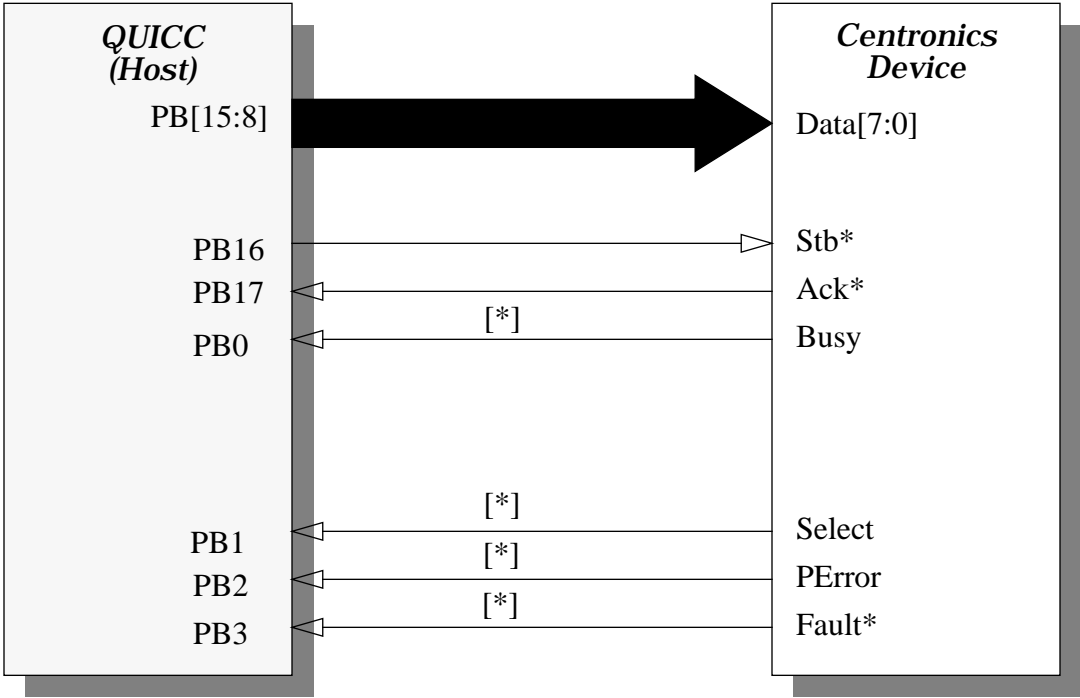 QUICC
(Host)
Centronics
Device
PB[15:8]
Data[7:0]
PB16
Stb*
PB17
Ack*
[*]
PB0
Busy
[*]
PB1
Select
[*]
PB2
PError
[*]
PB3
Fault*